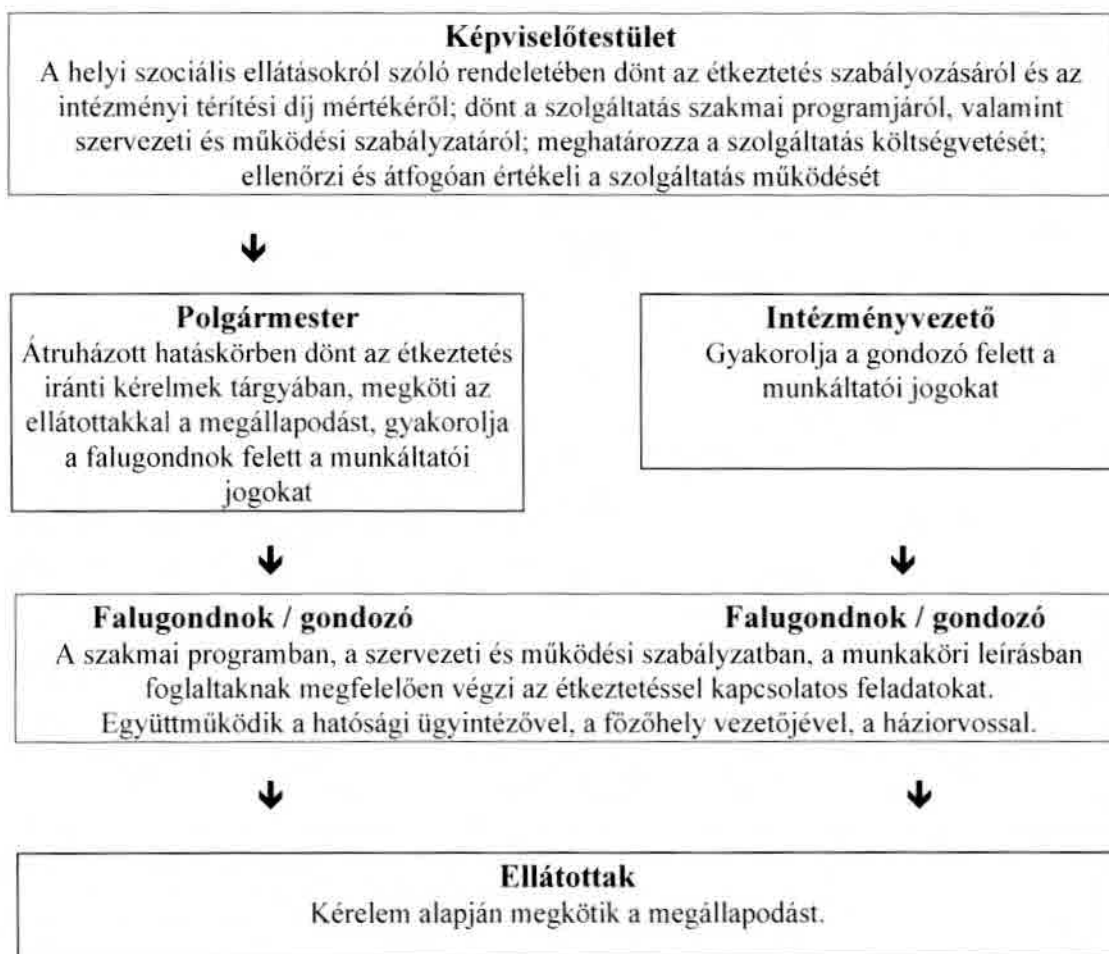 Képviselőtestület
A helyi szociális ellátásokról szóló rendeletében dönt az étkeztetés szabályozásáról és az
intézményi térítési díj mértékéről; dönt a szolgáltatás szakmai programjáról, valamint
szervezeti és működési szabályzatáról; meghatározza a szolgáltatás költségvetését;
ellenőrzi és átfogóan értékeli a szolgáltatás működését
Polgármester
Átruházott hatáskörben dönt az étkeztetés
iránti kérelmek tárgyában, megköti az
ellátottakkal a megállapodást, gyakorolja
a falugondnok felett a munkáltatói
jogokat
Intézményvezető
Gyakorolja a gondozó felett a
munkáltatói jogokat
Falugondnok / gondozó Falugondnok / gondozó
A szakmai programban, a szervezeti és működési szabályzatban, a munkaköri leírásban
foglaltaknak megfelelően végzi az étkeztetéssel kapcsolatos feladatokat.
Együttműködik a hatósági ügyintézővel, a főzőhely vezetőjével, a háziorvossal.
Ellátottak
Kérelem alapján megkötik a megállapodást.